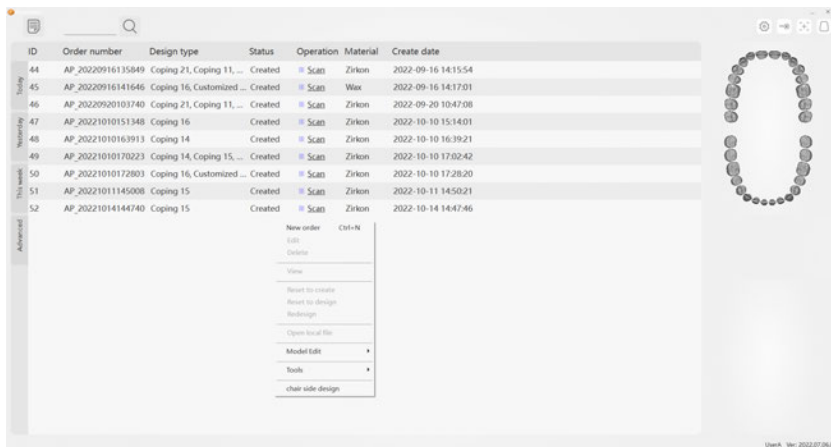 ID Order number Design type Status Operation Material Create date
44 AP_20220916135849 Coping 21, Coping 11, ... Created Scan Zirkon 2022-09-16 14:15:54
45 AP_20220916141646 Coping 16, Customized ... Created Scan Wax 2022-09-16 14:17:01
46 AP_20220920103740 Coping 21, Coping 11, ... Created Scan Zirkon 2022-09-20 10:47:08
47 AP_20221010151348 Coping 16 Created Scan Zirkon 2022-10-10 15:14:01
48 AP_20221010163913 Coping 14 Created Scan Zirkon 2022-10-10 16:39:21
49 AP_20221010170223 Coping 14, Coping 15, ... Created Scan Zirkon 2022-10-10 17:02:42
50 AP_20221010172803 Coping 16, Customized ... Created Scan Zirkon 2022-10-10 17:28:20
51 AP_20221011145008 Coping 15 Created Scan Zirkon 2022-10-11 14:50:21
52 AP_20221014144740 Coping 15 Created Scan Zirkon 2022-10-14 14:47:46
Today
Yesterday
This week
Advanced
New order Ctrl+N
Edit
Delete
View
Reset to create
Reset to design
Redesign
Open local file
Model Edit
Tools
chair side design